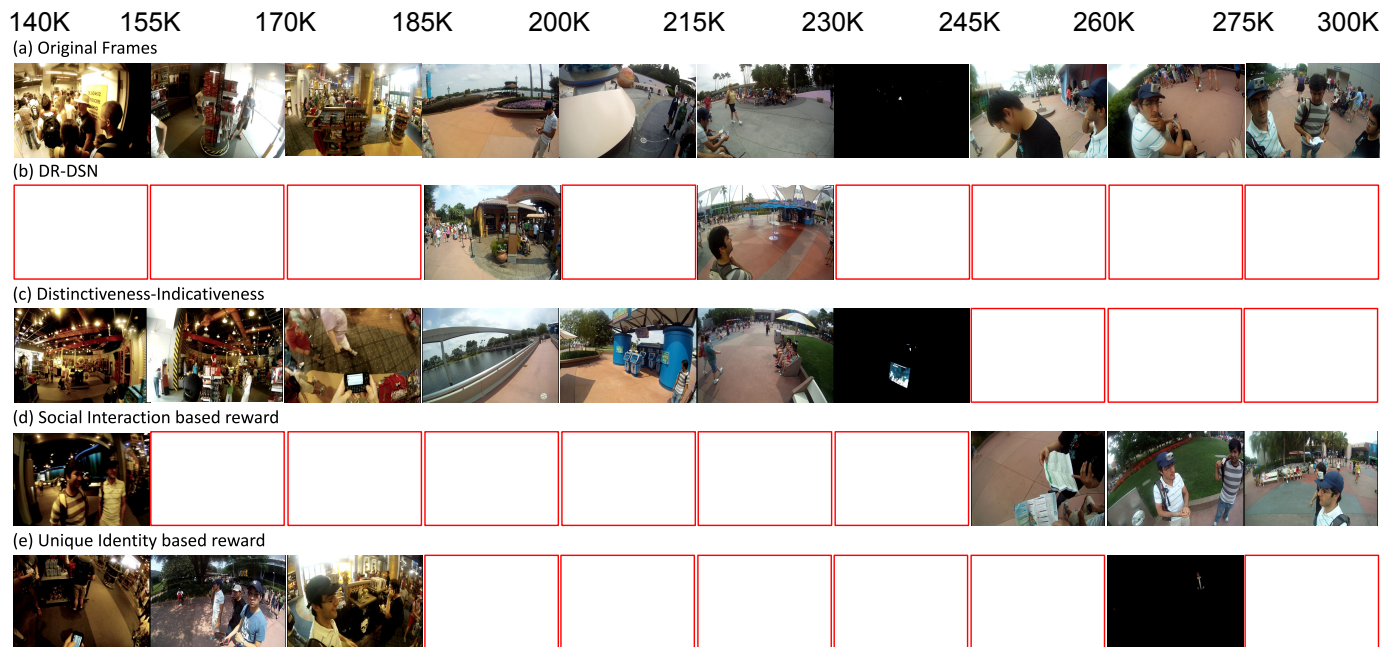 140K 155K 170K 185K 200K 215K 230K 245K 260K 275K 300K
(a) Original Frames
(b) DR-DSN
(c) Distinctiveness-Indicativeness
(d) Social Interaction based reward
(e) Unique Identity based reward